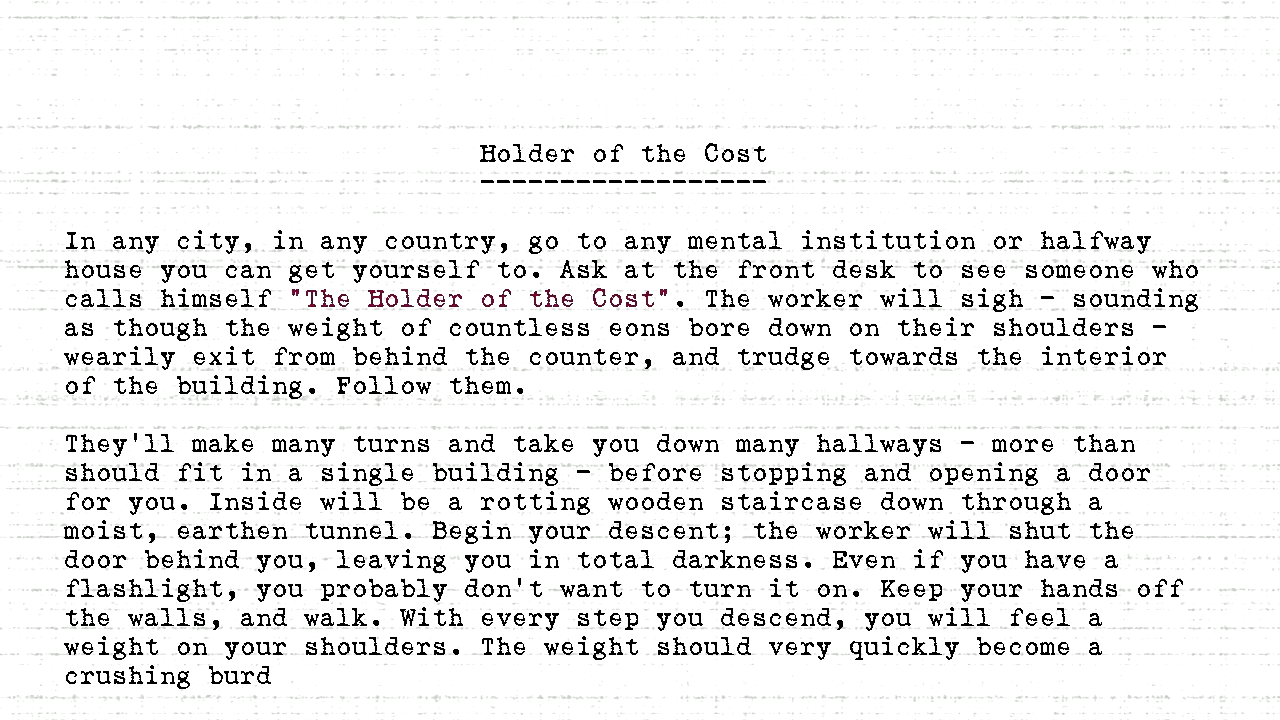 Holder of the Cost
------------------
In any city, in any country, go to any mental institution or halfway
house you can get yourself to. Ask at the front desk to see someone who
calls himself "The Holder of the Cost". The worker will sigh - sounding
as though the weight of countless eons bore down on their shoulders -
wearily exit from behind the counter, and trudge towards the interior
of the building. Follow them.
They'll make many turns and take you down many hallways - more than
should fit in a single building - before stopping and opening a door
for you. Inside will be a rotting wooden staircase down through a
moist, earthen tunnel. Begin your descent; the worker will shut the
door behind you, leaving you in total darkness. Even if you have a
flashlight, you probably don't want to turn it on. Keep your hands off
the walls, and walk. With every step you descend, you will feel a
weight on your shoulders. The weight should very quickly become a
crushing burd